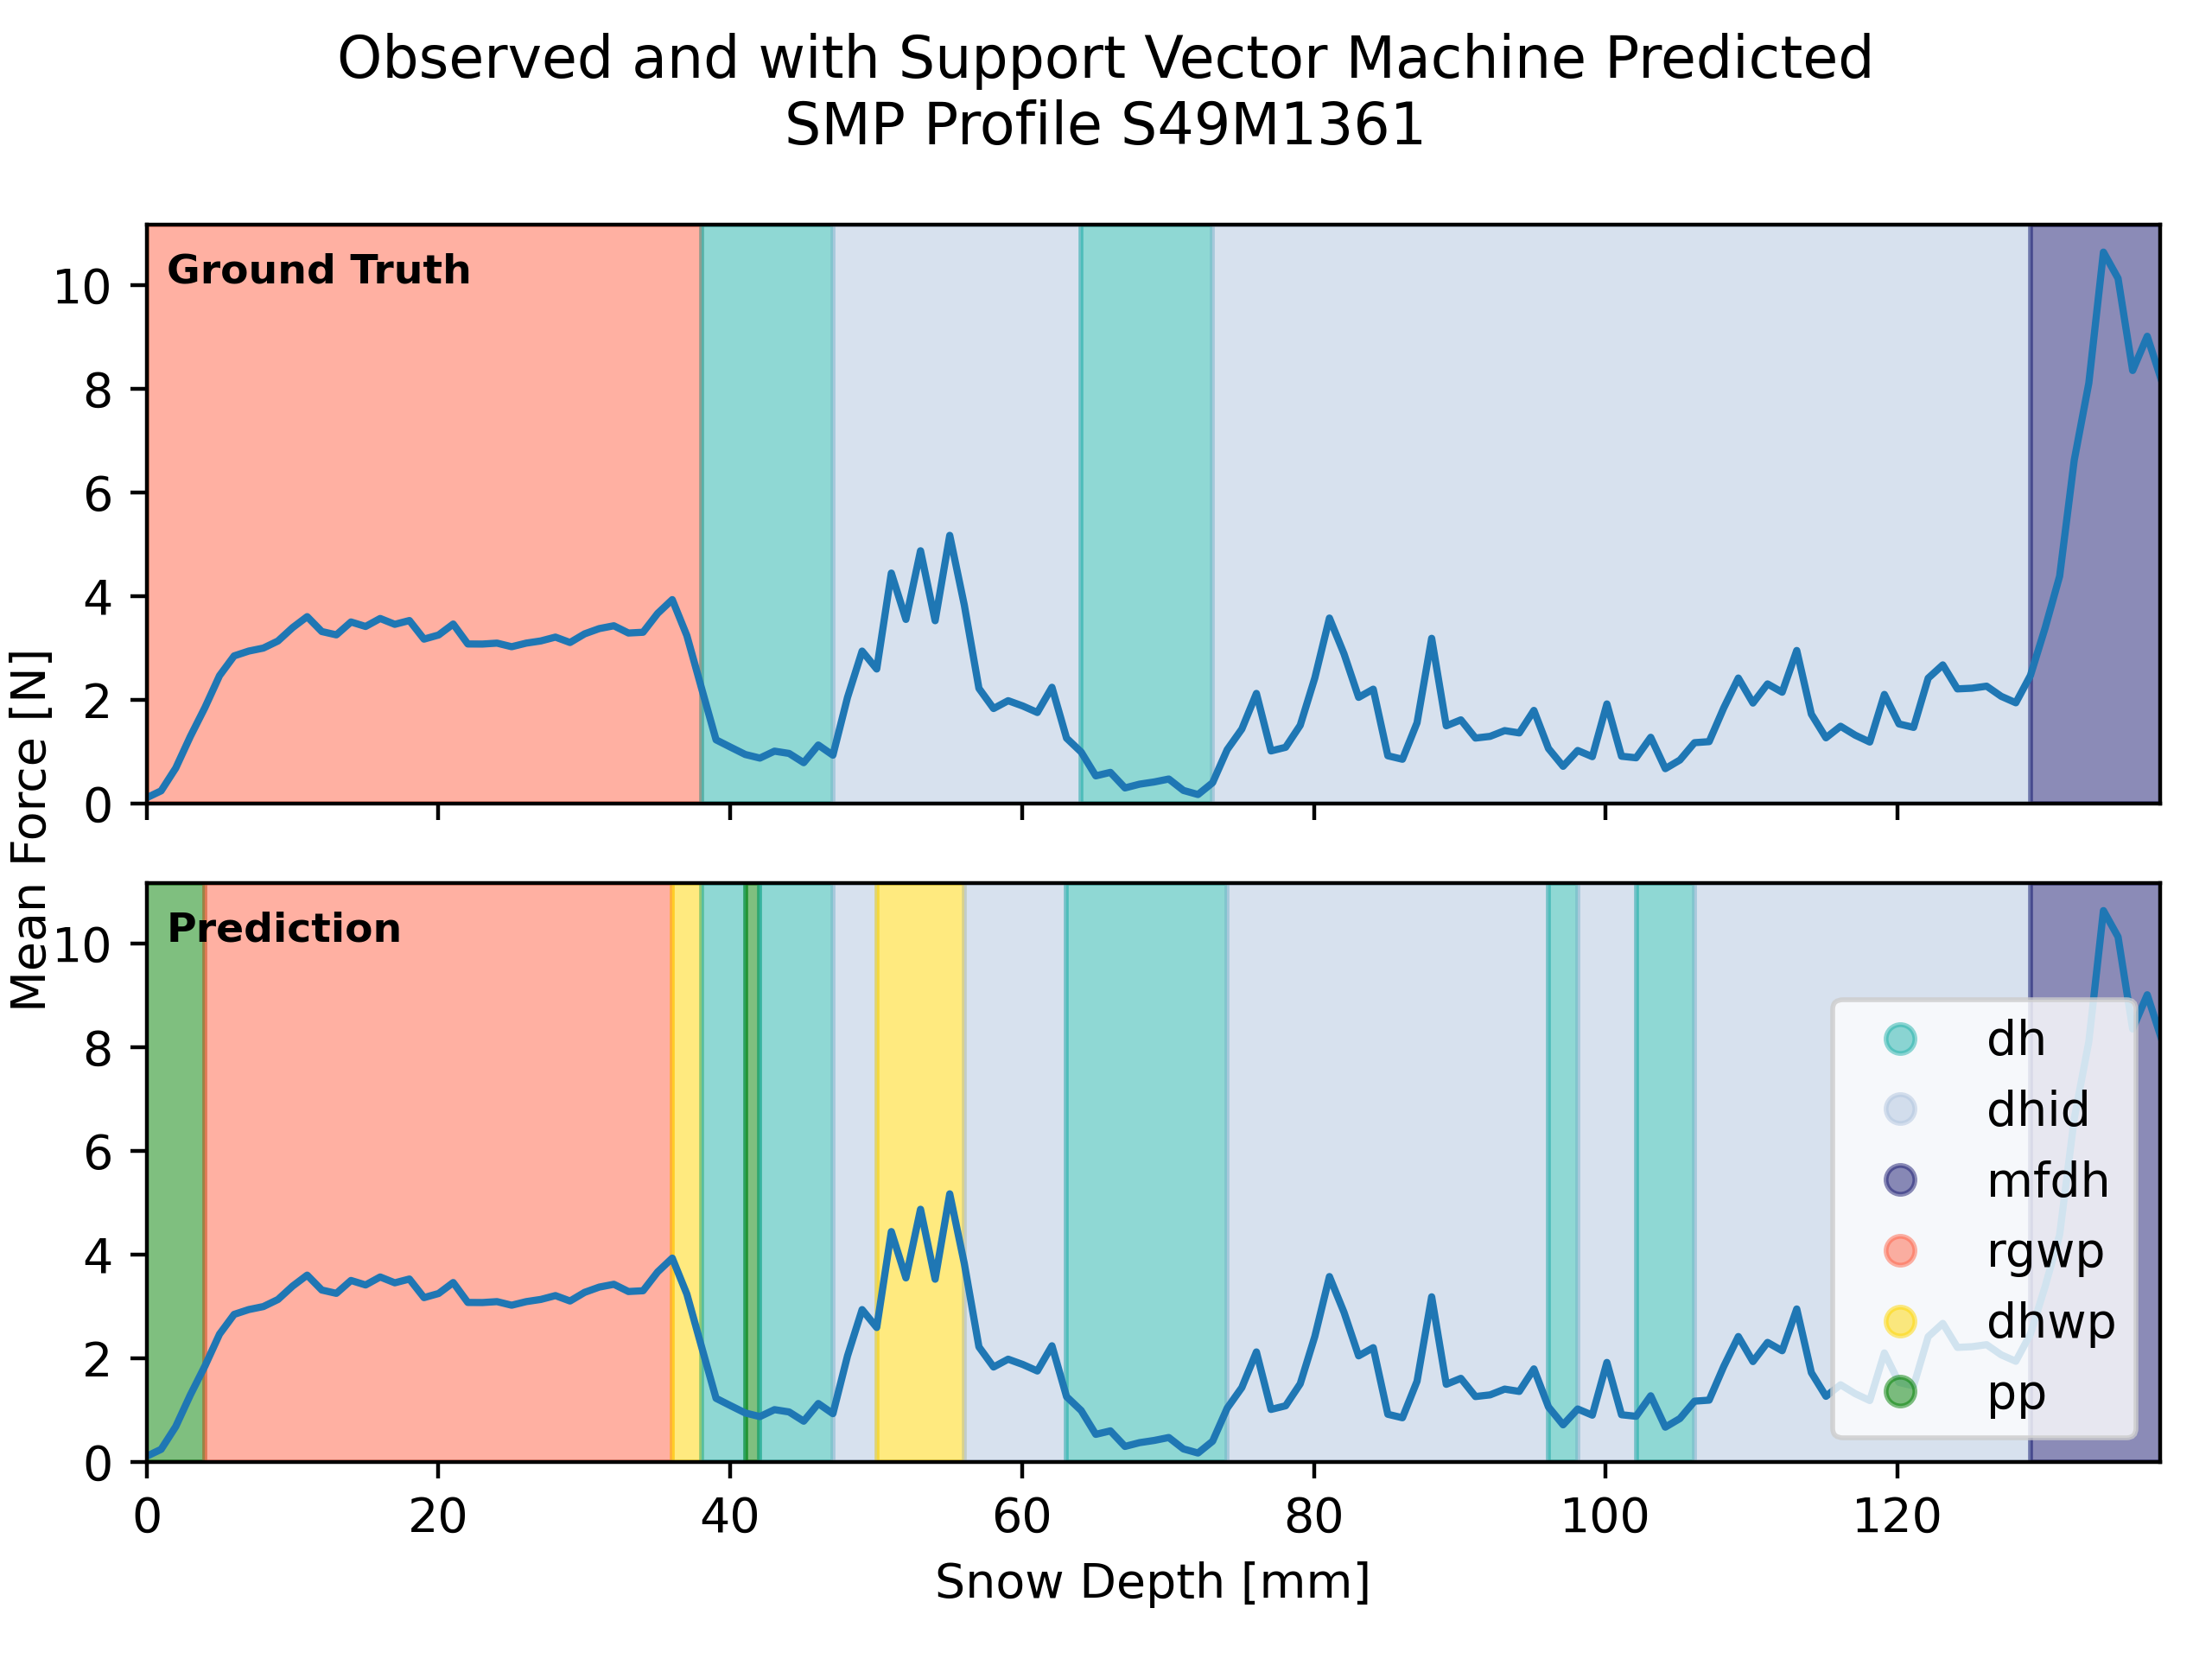 Observed and with Support Vector Machine Predicted
SMP Profile S49M1361
Ground Truth
10
8
6
4
2
0
Mean Force [N]
Prediction
10
8
6
4
2
0
dh
dhid
mfdh
rgwp
dhwp
pp
0 20 40 60 80 100 120
Snow Depth [mm]